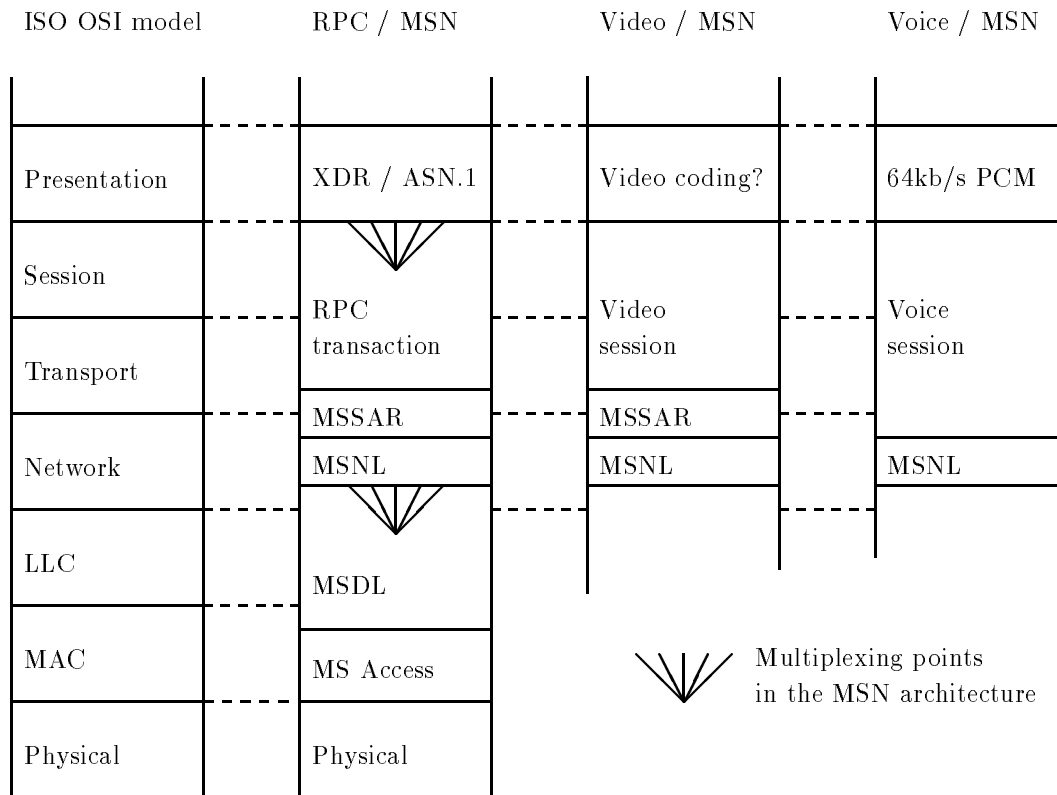 ISO OSI model
RPC / MSN
Video / MSN
Voice / MSN
Presentation
XDR / ASN.1
Video coding?
64kb/s PCM
Session
RPC
transaction
Video
session
Voice
session
Transport
MSSAR
MSSAR
Network
MSNL
MSNL
MSNL
LLC
MSDL
MAC
MS Access
Multiplexing points
in the MSN architecture
Physical
Physical